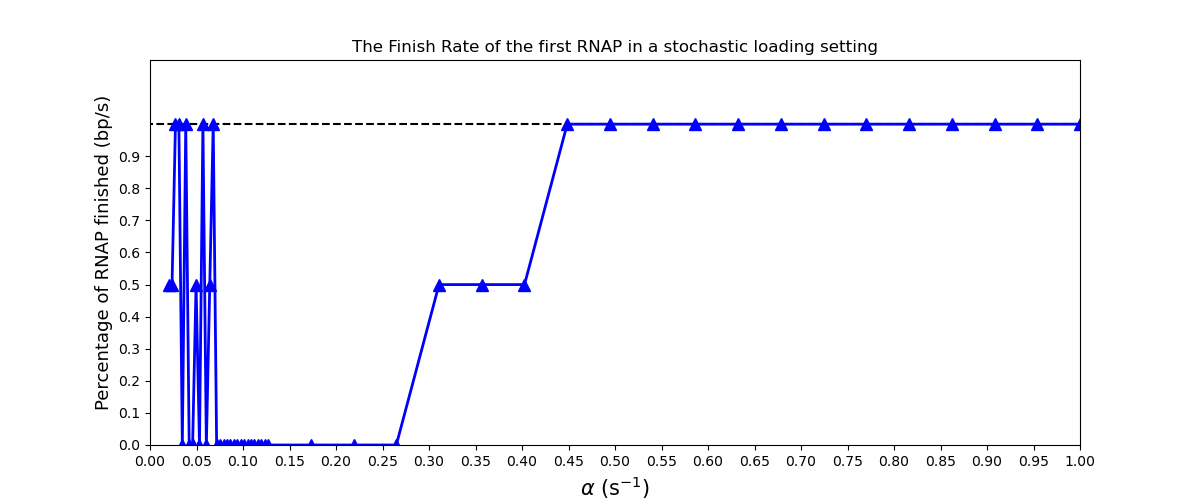 The Finish Rate of the first RNAP in a stochastic loading setting
Percentage of RNAP finished (bp/s)
0.9
0.8
0.7
0.6
0.5
0.4
0.3
0.2
0.1
0.0
0.00 0.05 0.10 0.15 0.20 0.25 0.30 0.35 0.40 0.45 0.50 0.55 0.60 0.65 0.70 0.75 0.80 0.85 0.90 0.95 1.00
α (s⁻¹)